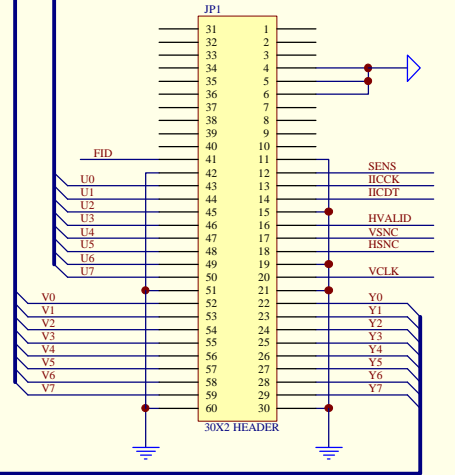 JP1
31 1
32 2
33 3
34 4
35 5
36 6
37 7
38 8
39 9
40 10
FID 41 11
42 12 SENS
U0 43 13 IICCK
U1 44 14 IICDT
U2 45 15
U3 46 16 HVALID
U4 47 17 VSNC
U5 48 18 HSNC
U6 49 19
U7 50 20 VCLK
51 21
V0 52 22 Y0
V1 53 23 Y1
V2 54 24 Y2
V3 55 25 Y3
V4 56 26 Y4
V5 57 27 Y5
V6 58 28 Y6
V7 59 29 Y7
60 30
30X2 HEADER